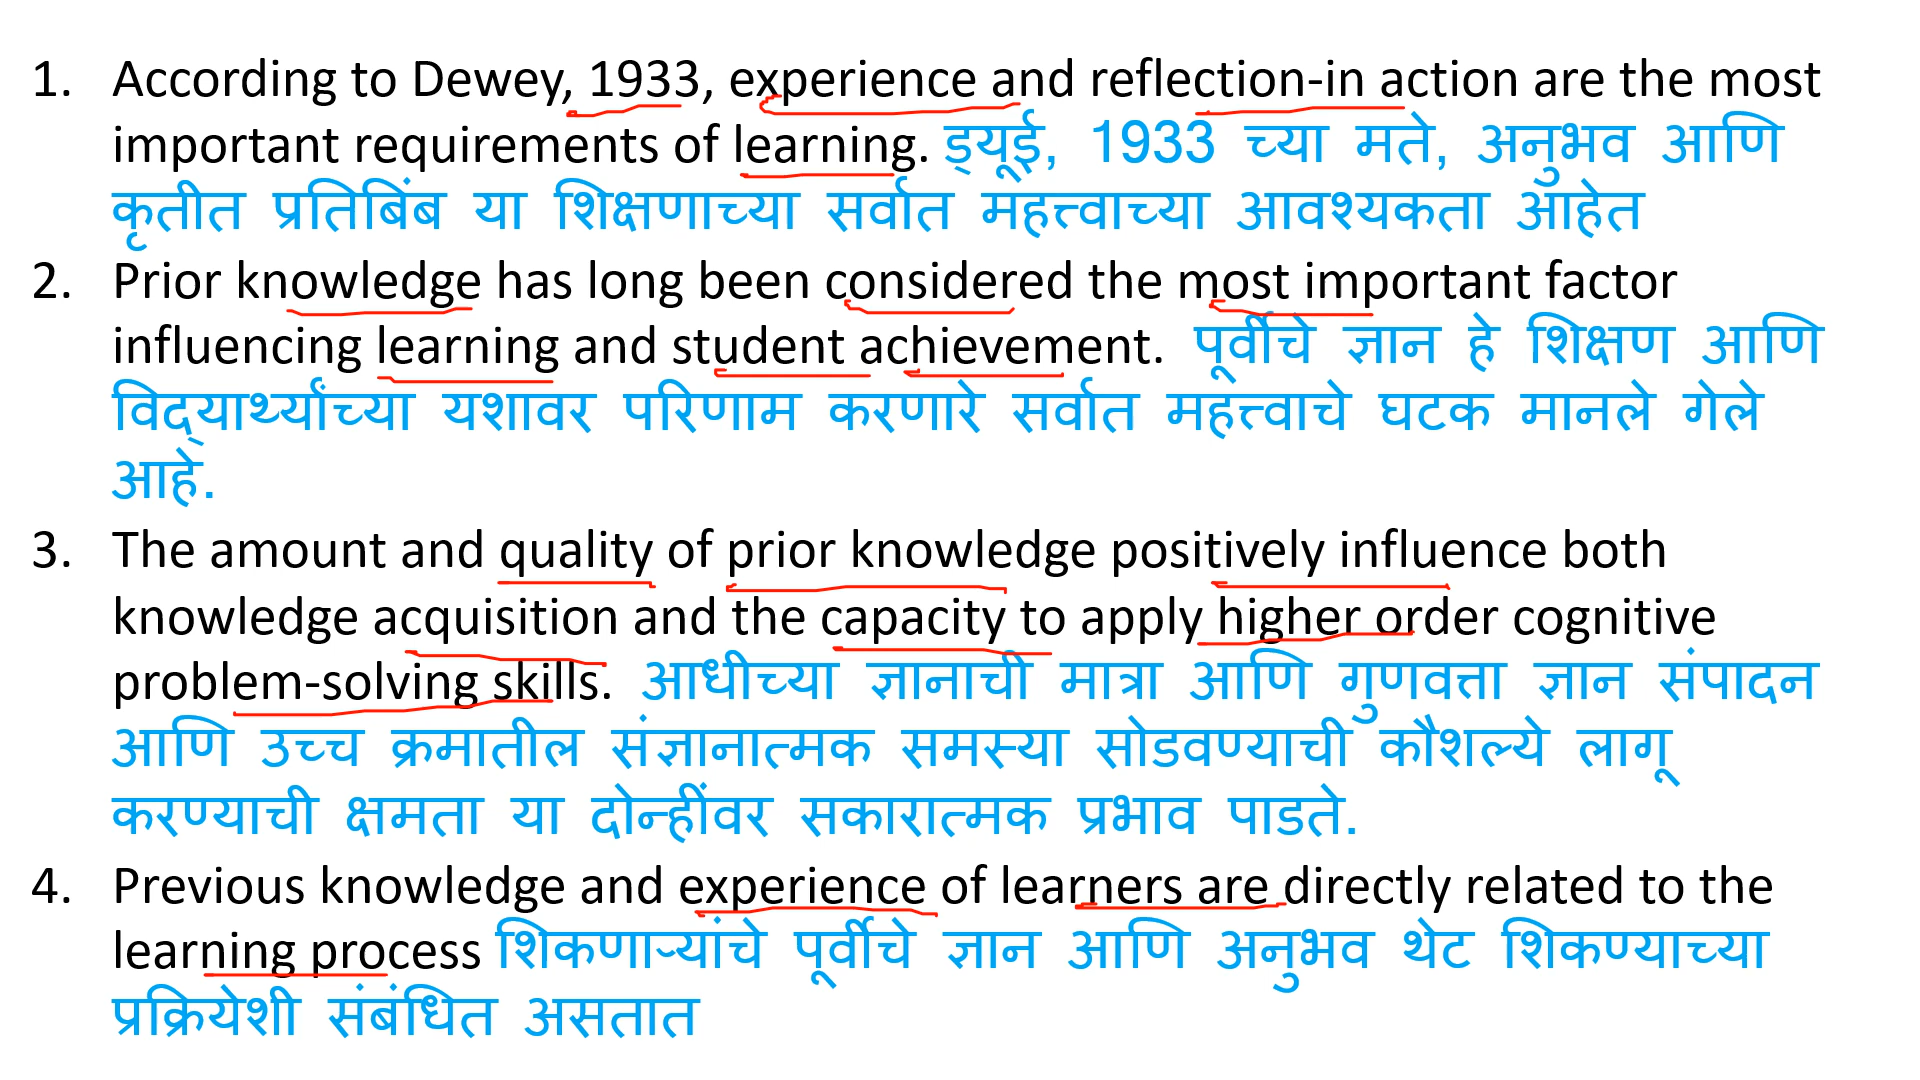 1. According to Dewey, 1933, experience and reflection-in action are the most
important requirements of learning. ड्यूई, 1933 च्या मते, अनुभव आणि
कृतीत प्रतिबिंब या शिक्षणाच्या सर्वात महत्त्वाच्या आवश्यकता आहेत
2. Prior knowledge has long been considered the most important factor
influencing learning and student achievement. पूर्वीचे ज्ञान हे शिक्षण आणि
विद्यार्थ्यांच्या यशावर परिणाम करणारे सर्वात महत्त्वाचे घटक मानले गेले
आहे.
3. The amount and quality of prior knowledge positively influence both
knowledge acquisition and the capacity to apply higher order cognitive
problem-solving skills. आधीच्या ज्ञानाची मात्रा आणि गुणवत्ता ज्ञान संपादन
आणि उच्च क्रमातील संज्ञानात्मक समस्या सोडवण्याची कौशल्ये लागू
करण्याची क्षमता या दोन्हींवर सकारात्मक प्रभाव पाडते.
4. Previous knowledge and experience of learners are directly related to the
learning process शिकणाऱ्यांचे पूर्वीचे ज्ञान आणि अनुभव थेट शिकण्याच्या
प्रक्रियेशी संबंधित असतात